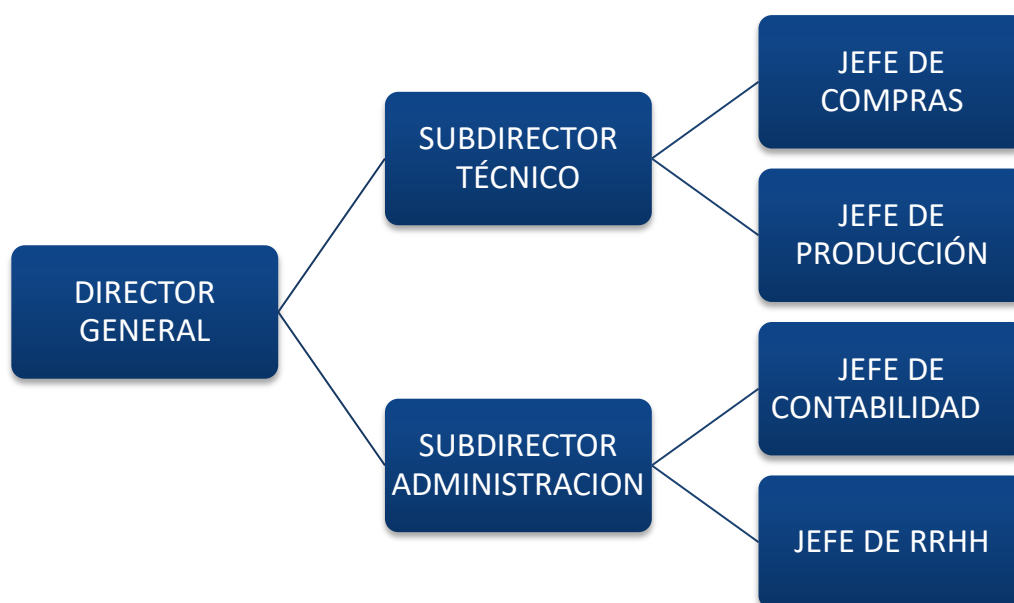 DIRECTOR
GENERAL
SUBDIRECTOR
TÉCNICO
JEFE DE
COMPRAS
JEFE DE
PRODUCCIÓN
SUBDIRECTOR
ADMINISTRACION
JEFE DE
CONTABILIDAD
JEFE DE RRHH